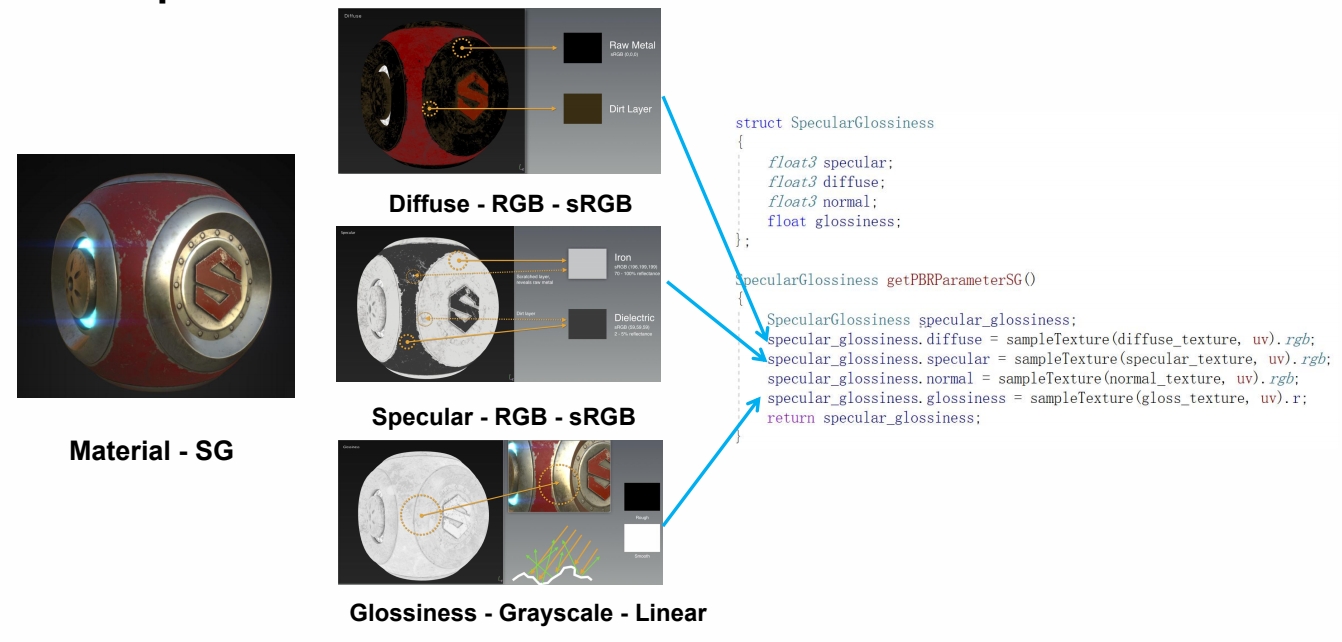 Material - SG
Diffuse
Raw Metal
sRGB (0,0,0)
Dirt Layer
Diffuse - RGB - sRGB
Specular
Iron
sRGB (198,198,198)
70 - 100% reflectance
Scratched layer,
reveals raw metal
Dirt layer
Dielectric
sRGB (59,59,59)
2 - 5% reflectance
Specular - RGB - sRGB
Glossiness
Rough
Smooth
Glossiness - Grayscale - Linear
struct SpecularGlossiness
{
float3 specular;
float3 diffuse;
float3 normal;
float glossiness;
};
SpecularGlossiness getPBRParameterSG()
{
SpecularGlossiness specular_glossiness;
specular_glossiness.diffuse = sampleTexture(diffuse_texture, uv).rgb;
specular_glossiness.specular = sampleTexture(specular_texture, uv).rgb;
specular_glossiness.normal = sampleTexture(normal_texture, uv).rgb;
specular_glossiness.glossiness = sampleTexture(gloss_texture, uv).r;
return specular_glossiness;
}